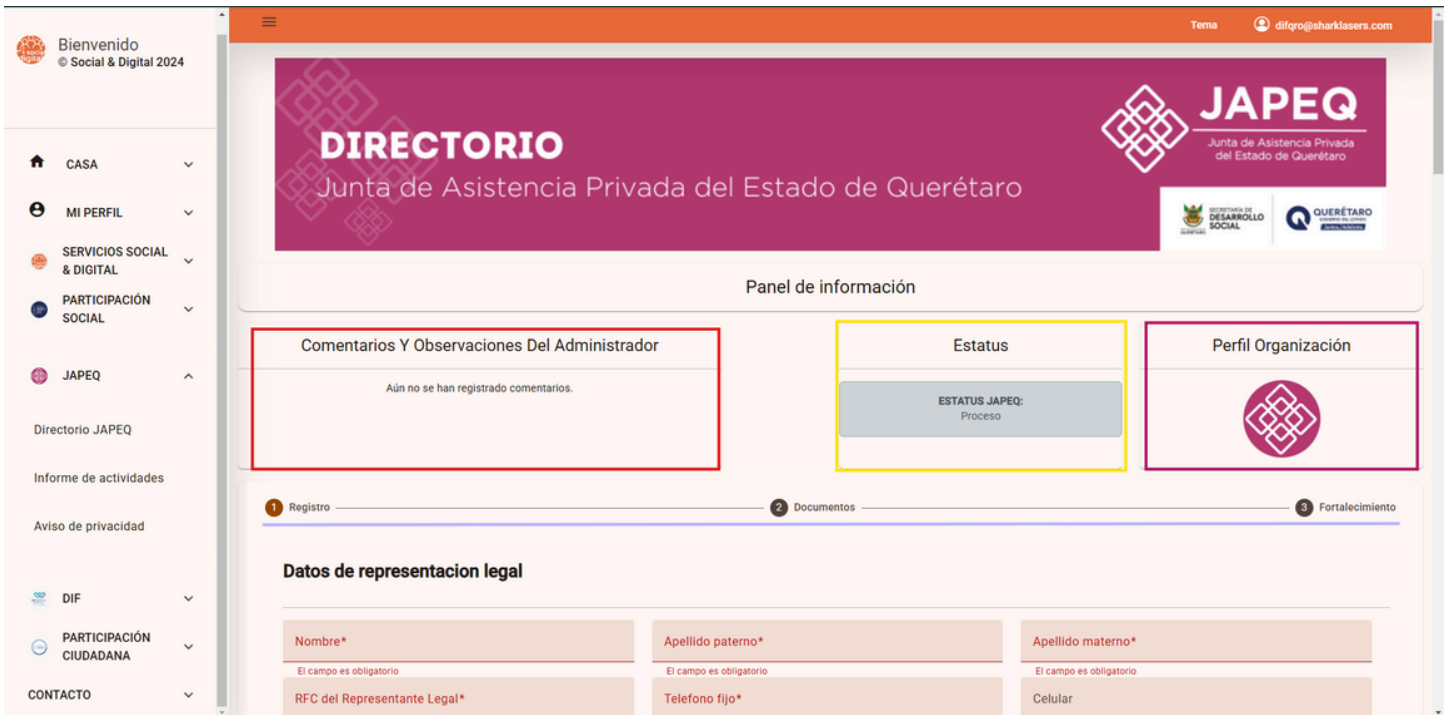 Bienvenido
© Social & Digital 2024
CASA
MI PERFIL
SERVICIOS SOCIAL
& DIGITAL
PARTICIPACIÓN
SOCIAL
JAPEQ
Directorio JAPEQ
Informe de actividades
Aviso de privacidad
DIF
PARTICIPACIÓN
CIUDADANA
CONTACTO
Tema
difqro@sharklasers.com
DIRECTORIO
Junta de Asistencia Privada del Estado de Querétaro
JAPEQ
Junta de Asistencia Privada
del Estado de Querétaro
SECRETARÍA DE
DESARROLLO
SOCIAL
QUERÉTARO
Panel de información
Comentarios Y Observaciones Del Administrador
Aún no se han registrado comentarios.
Estatus
ESTATUS JAPEQ:
Proceso
Perfil Organización
1 Registro
2 Documentos
3 Fortalecimiento
Datos de representacion legal
Nombre*
Apellido paterno*
Apellido materno*
El campo es obligatorio
El campo es obligatorio
El campo es obligatorio
RFC del Representante Legal*
Telefono fijo*
Celular